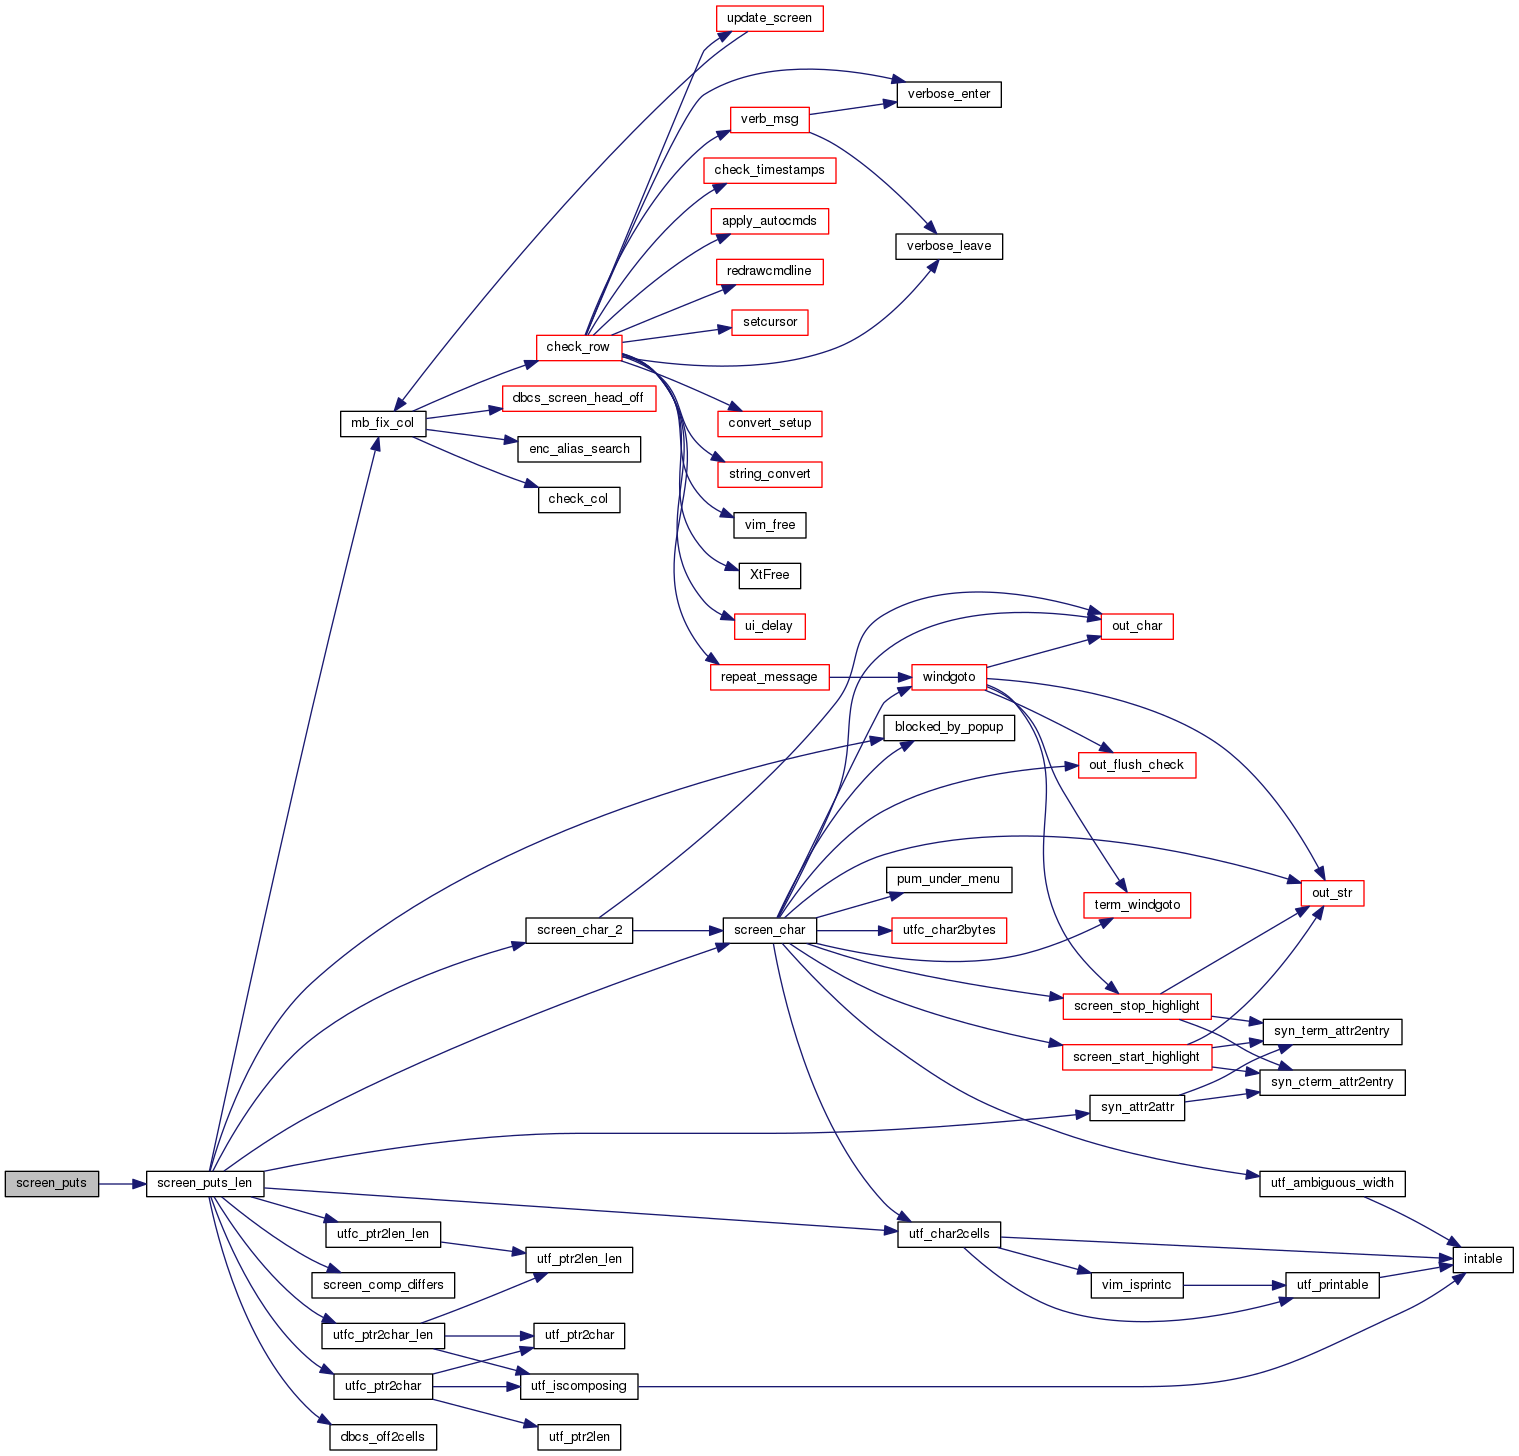 update_screen
verbose_enter
verb_msg
check_timestamps
apply_autocmds
verbose_leave
redrawcmdline
setcursor
check_row
dbcs_screen_head_off
mb_fix_col
convert_setup
enc_alias_search
string_convert
check_col
vim_free
XtFree
ui_delay
out_char
repeat_message
windgoto
blocked_by_popup
out_flush_check
pum_under_menu
out_str
term_windgoto
screen_char_2
screen_char
utfc_char2bytes
screen_stop_highlight
syn_term_attr2entry
screen_start_highlight
syn_cterm_attr2entry
syn_attr2attr
screen_puts
screen_puts_len
utf_ambiguous_width
utfc_ptr2len_len
utf_char2cells
utf_ptr2len_len
intable
screen_comp_differs
vim_isprintc
utf_printable
utfc_ptr2char_len
utf_ptr2char
utfc_ptr2char
utf_iscomposing
dbcs_off2cells
utf_ptr2len